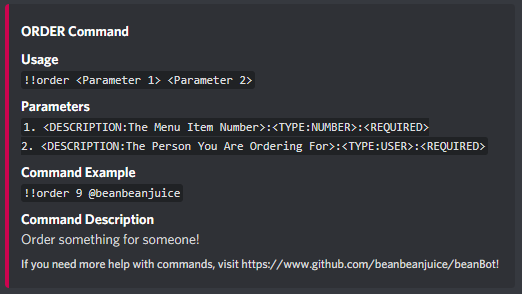 ORDER Command
Usage
!!order <Parameter 1> <Parameter 2>
Parameters
1. <DESCRIPTION:The Menu Item Number>:<TYPE:NUMBER>:<REQUIRED>
2. <DESCRIPTION:The Person You Are Ordering For>:<TYPE:USER>:<REQUIRED>
Command Example
!!order 9 @beanbeanjuice
Command Description
Order something for someone!
If you need more help with commands, visit https://www.github.com/beanbeanjuice/beanBot!